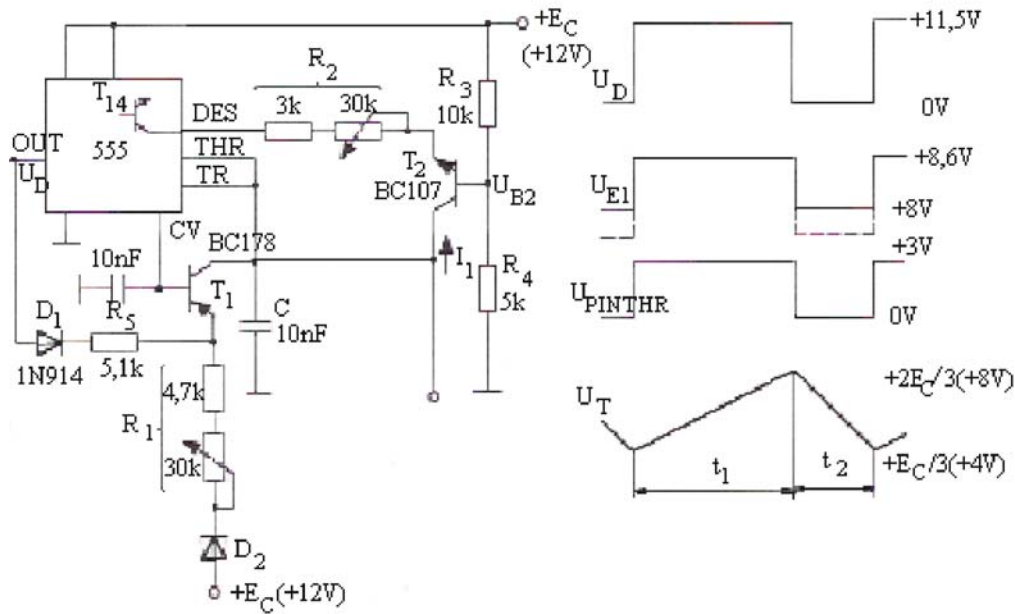 +E_C
(+12V)
R_2
T_14
3k
30k
DES
R_3
10k
OUT
555
THR
T_2
U_D
TR
BC107
U_B2
CV
BC178
10nF
I_1
R_4
5k
T_1
D_1
R_5
C
10nF
5,1k
1N914
4,7k
R_1
30k
D_2
+E_C(+12V)
+11,5V
U_D
0V
+8,6V
U_E1
+8V
+3V
U_PINTHR
0V
+2E_C/3(+8V)
U_T
t_1
t_2
+E_C/3(+4V)